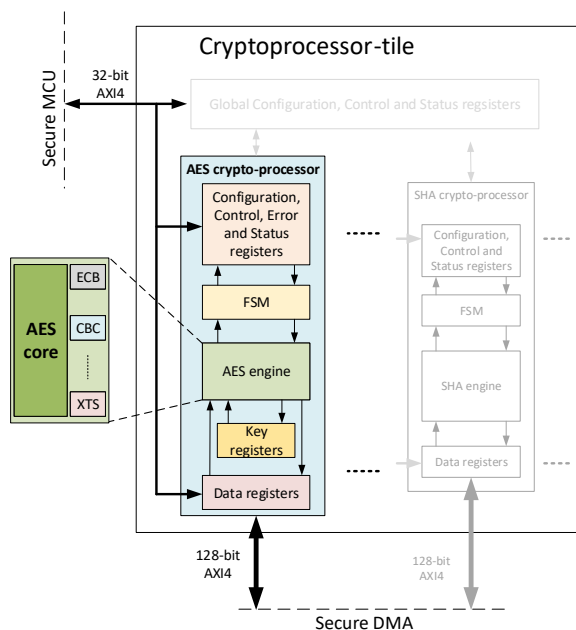 Cryptoprocessor-tile
Secure MCU
32-bit
AXI4
Global Configuration, Control and Status regsisters
AES crypto-processor
Configuration,
Control, Error
and Status
registers
FSM
AES engine
Key
registers
Data registers
AES
core
ECB
CBC
XTS
SHA crypto-processor
Configuration,
Control and
Status registers
FSM
SHA engine
Data registers
128-bit
AXI4
128-bit
AXI4
Secure DMA